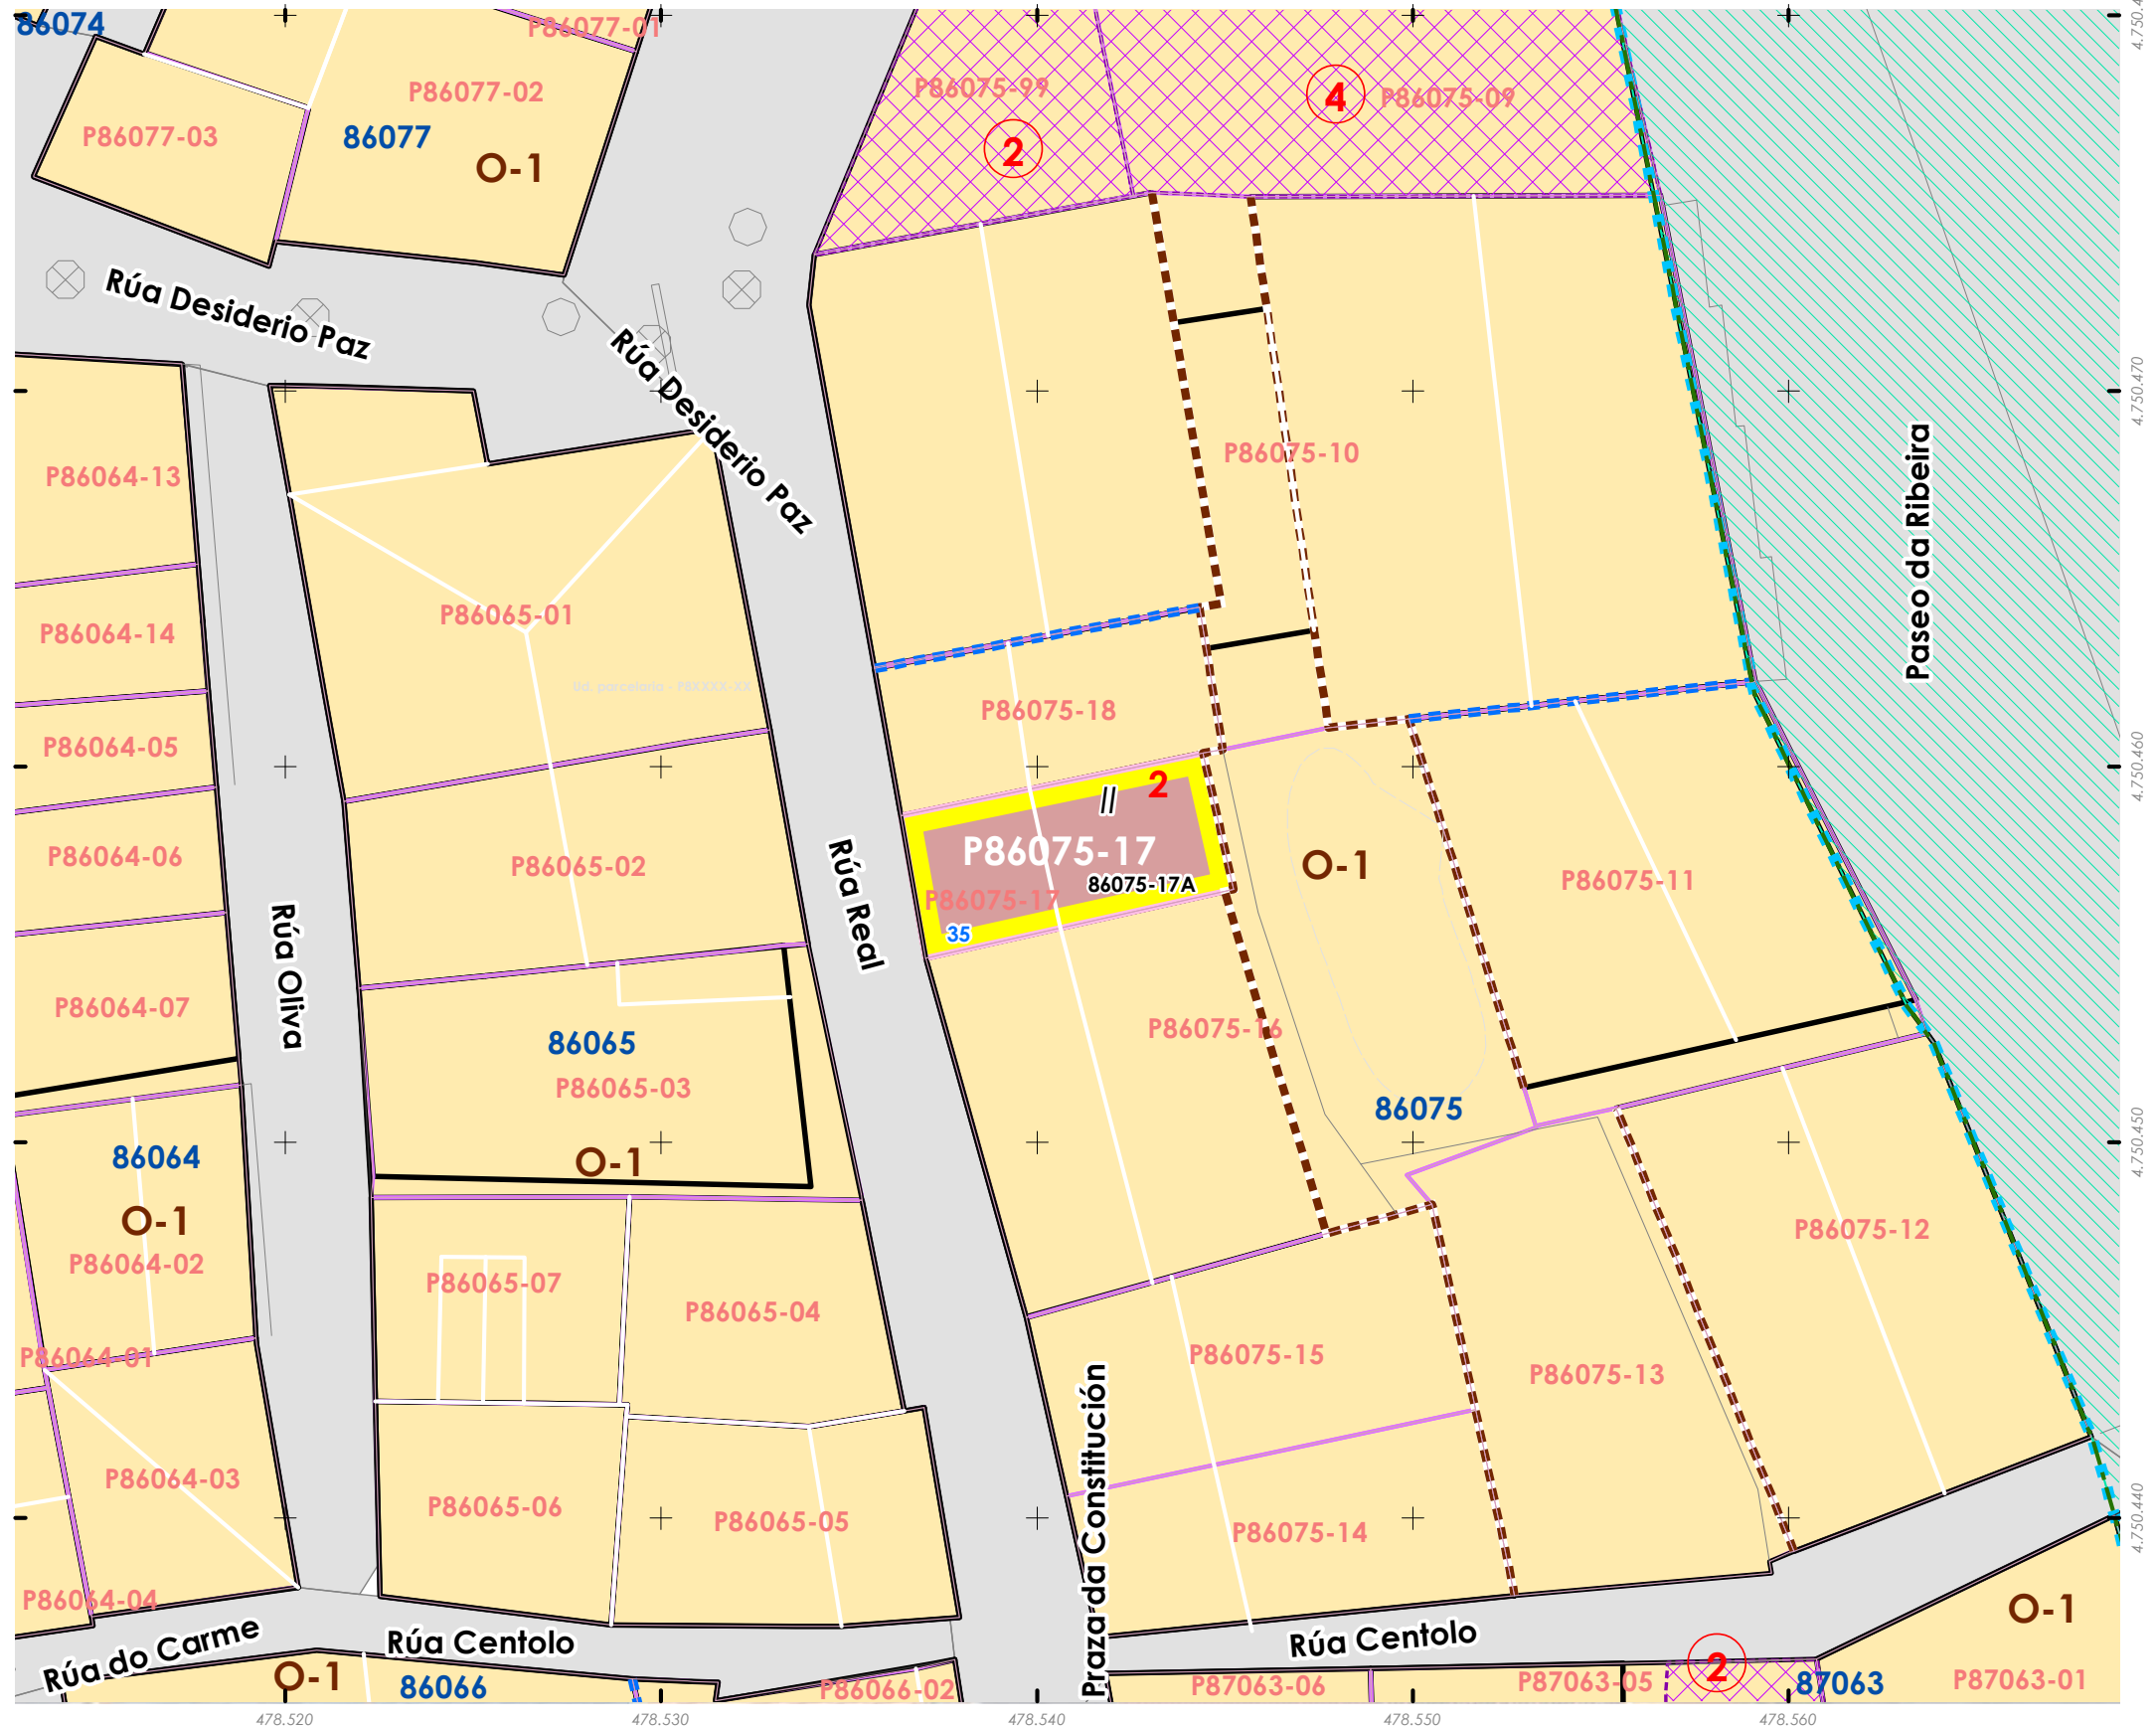 86074
P86077-01
P86077-02
P86077-03
86077
O-1
P86075-99
2
4
P86075-09
Rúa Desiderio Paz
Rúa Desiderio Paz
P86064-13
P86064-14
P86064-05
P86064-06
P86064-07
86064
O-1
P86064-02
P86064-01
P86064-03
P86064-04
Rúa Oliva
P86065-01
Ud. parcelaria - P8XXXX-XX
P86065-02
86065
P86065-03
O-1
P86065-07
P86065-04
P86065-06
P86065-05
Rúa Real
P86075-10
P86075-18
2
II
P86075-17
86075-17A
P86075-17
35
O-1
P86075-11
P86075-16
86075
P86075-12
P86075-15
P86075-13
P86075-14
Paseo da Ribeira
Praza da Constitución
Rúa do Carme
Rúa Centolo
Rúa Centolo
O-1
86066
P86066-02
P87063-06
P87063-05
2
87063
P87063-01
O-1
4.750.470
4.750.460
4.750.450
4.750.440
478.520
478.530
478.540
478.550
478.560